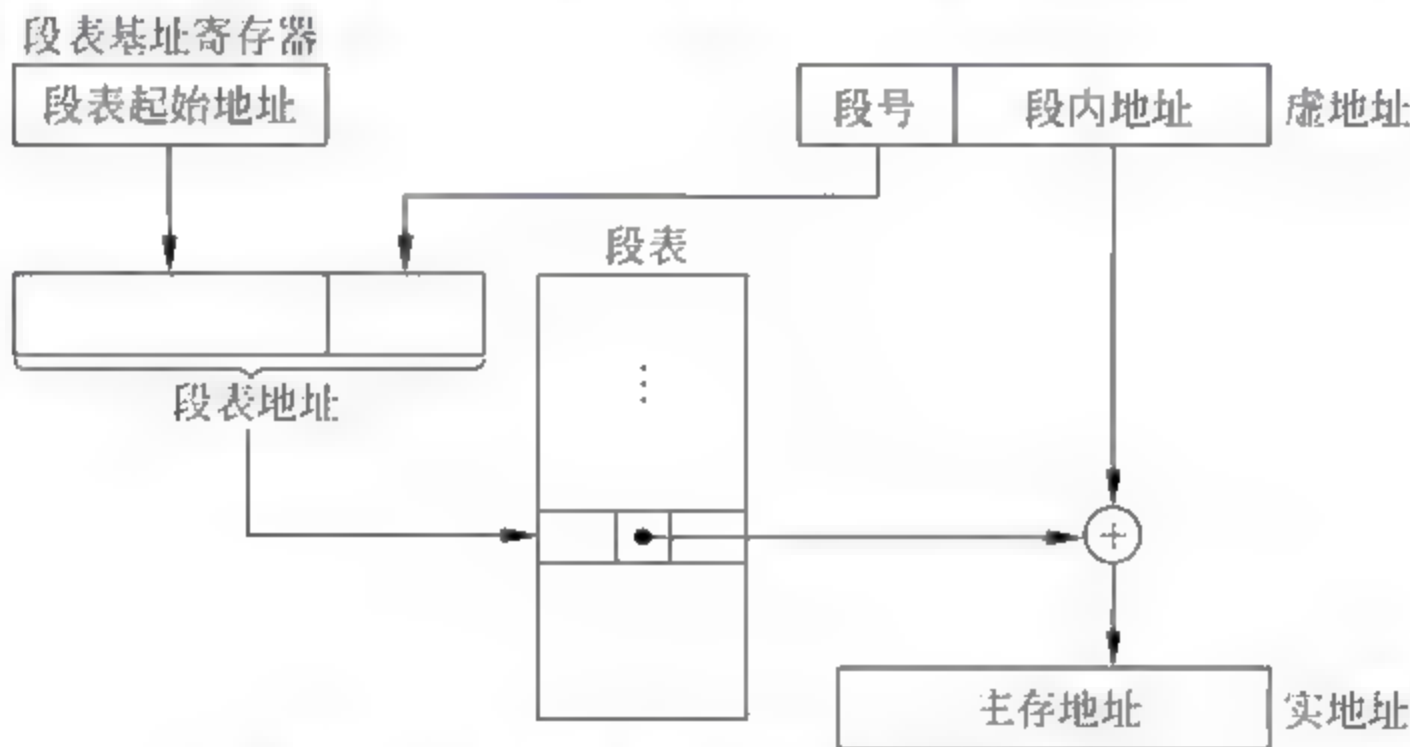 段表基址寄存器
段表起始地址
段号
段内地址
虚地址
段表
段表地址
主存地址
实地址